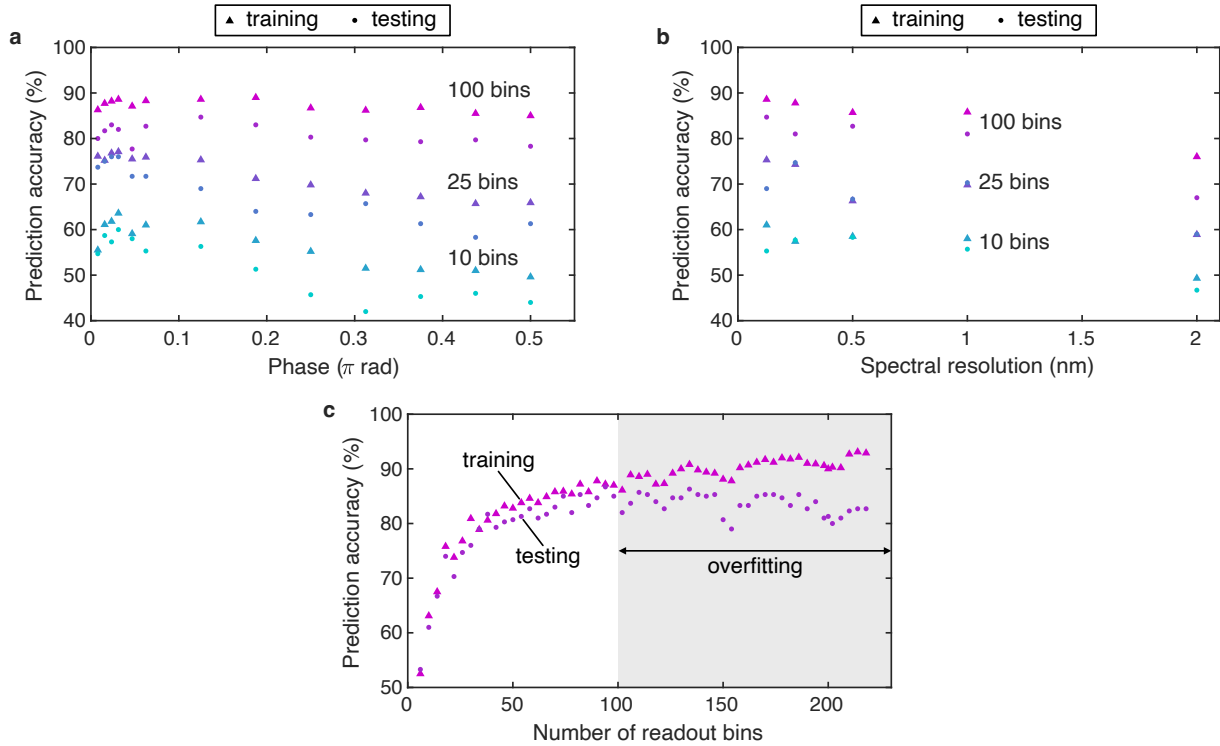 ▲ training • testing
▲ training • testing
a
100
90
80
70
60
50
40
Prediction accuracy (%)
100 bins
25 bins
10 bins
0 0.1 0.2 0.3 0.4 0.5
Phase (π rad)
b
100
90
80
70
60
50
40
Prediction accuracy (%)
100 bins
25 bins
10 bins
0 0.5 1 1.5 2
Spectral resolution (nm)
c
100
90
80
70
60
50
Prediction accuracy (%)
training
testing
overfitting
0 50 100 150 200
Number of readout bins